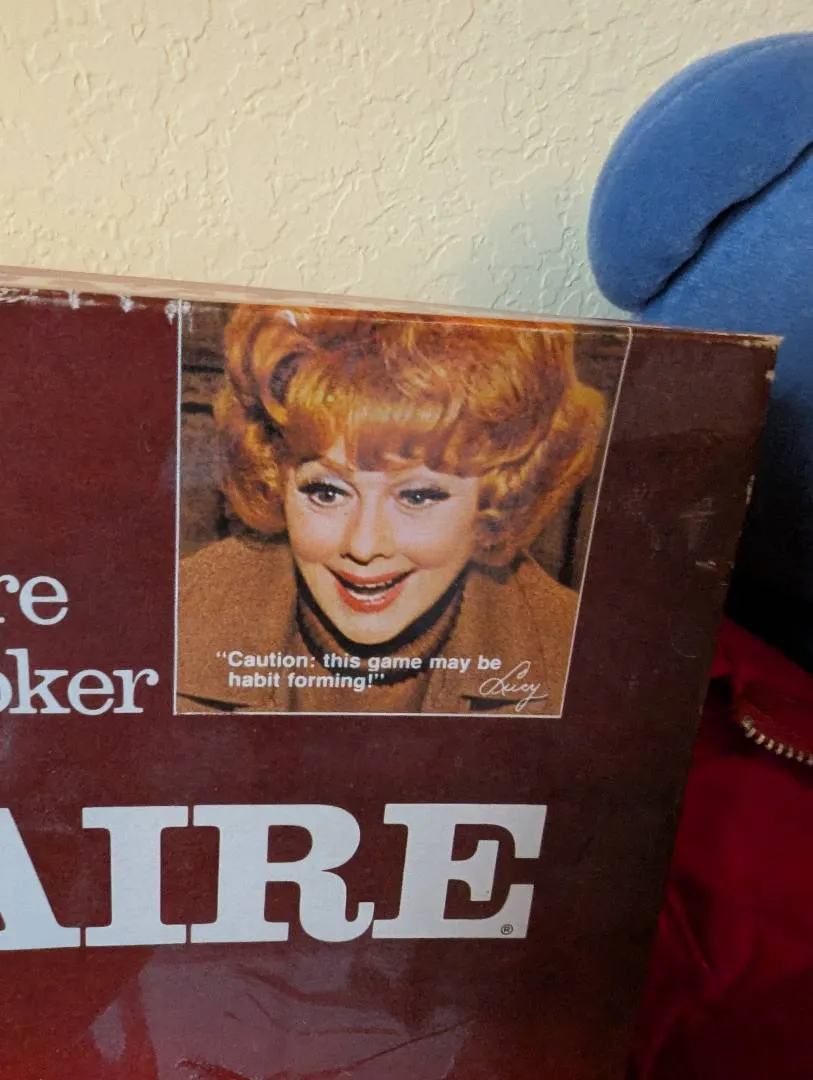 re
oker
“Caution: this game may be
habit forming!”
Lucy
AIRE®